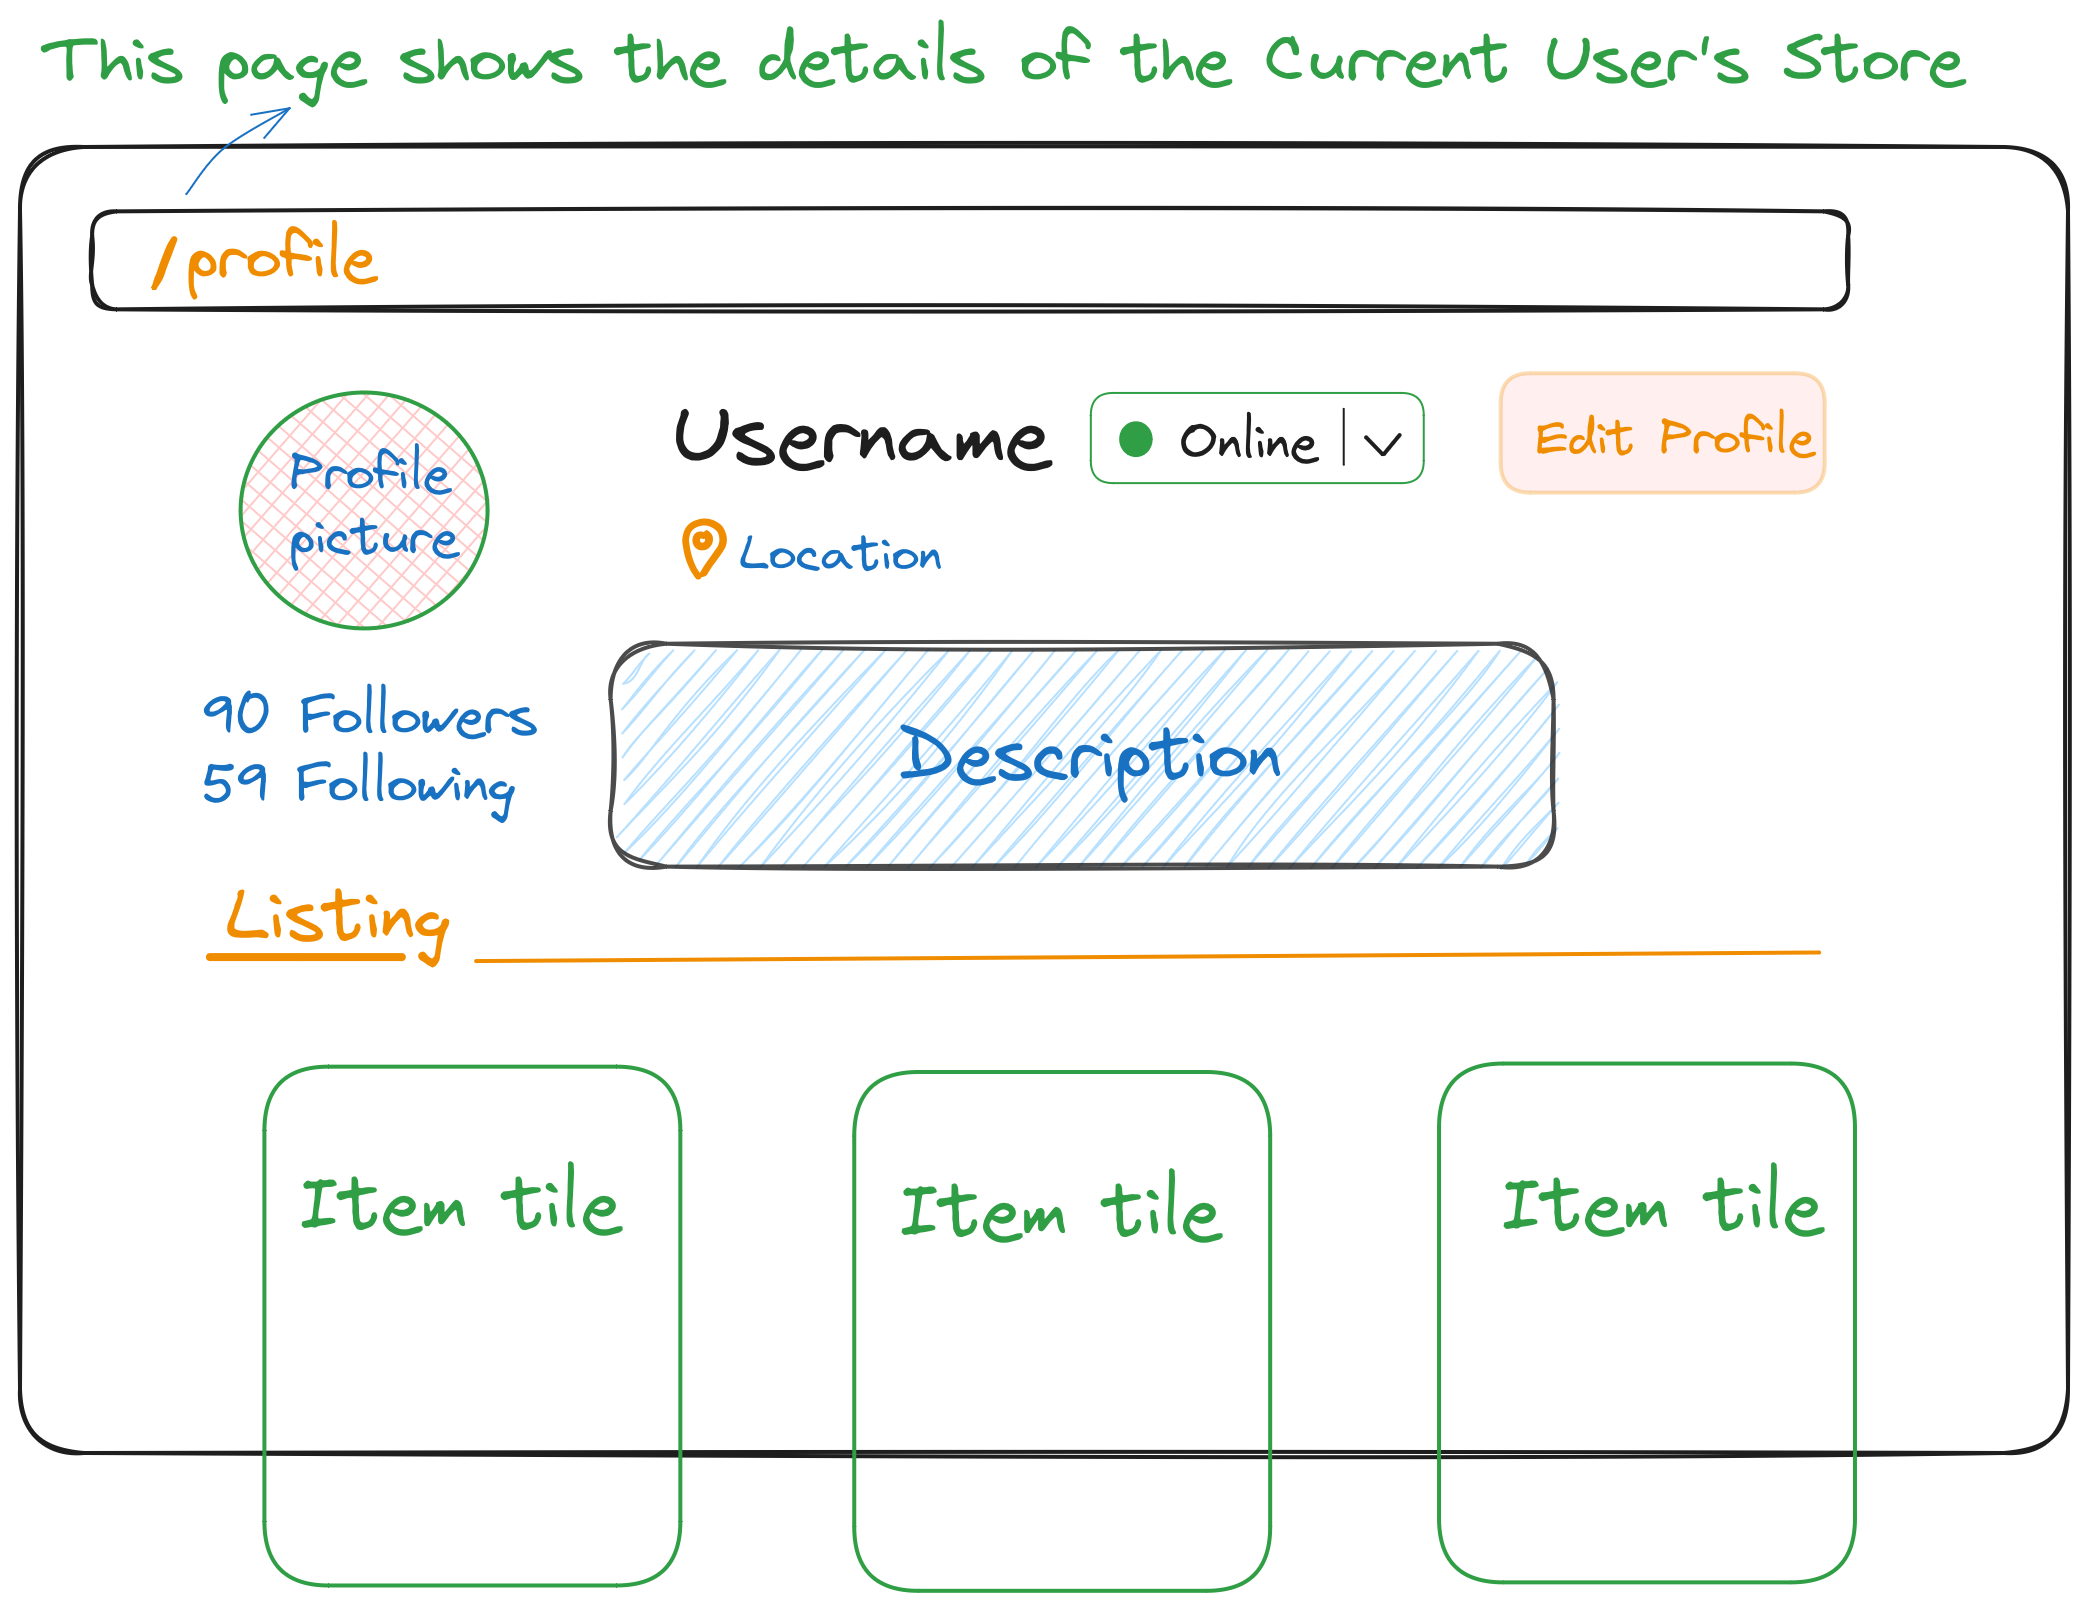 This page shows the details of the Current User's Store
/profile
Profile
picture
Username
Online
Edit Profile
Location
90 Followers
59 Following
Description
Listing
Item tile
Item tile
Item tile